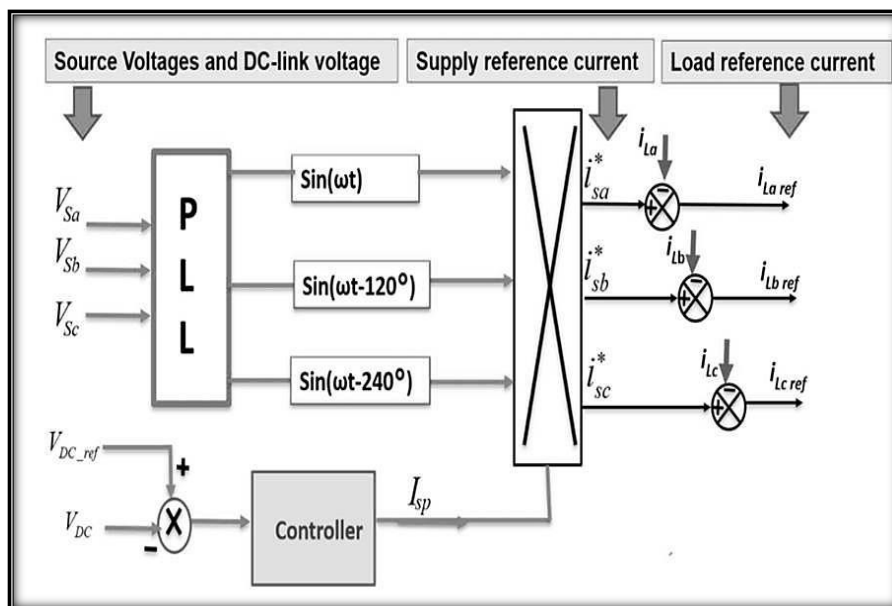 Source Voltages and DC-link voltage
Supply reference current
Load reference current
V_Sa
V_Sb
V_Sc
P
L
L
Sin(ωt)
Sin(ωt-120°)
Sin(ωt-240°)
i*_sa
i*_sb
i*_sc
i_La
i_Lb
i_Lc
+
−
+
−
+
−
i_La ref
i_Lb ref
i_Lc ref
V_DC_ref
+
V_DC
−
X
Controller
I_sp